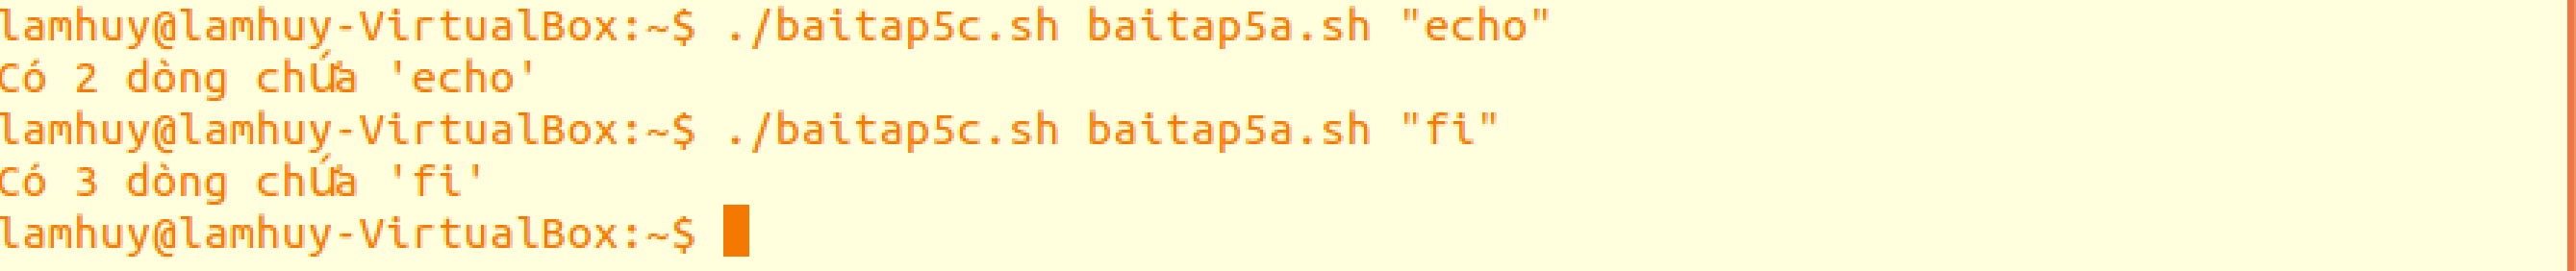 lamhuy@lamhuy-VirtualBox:~$ ./baitap5c.sh baitap5a.sh "echo"
Có 2 dòng chứa 'echo'
lamhuy@lamhuy-VirtualBox:~$ ./baitap5c.sh baitap5a.sh "fi"
Có 3 dòng chứa 'fi'
lamhuy@lamhuy-VirtualBox:~$